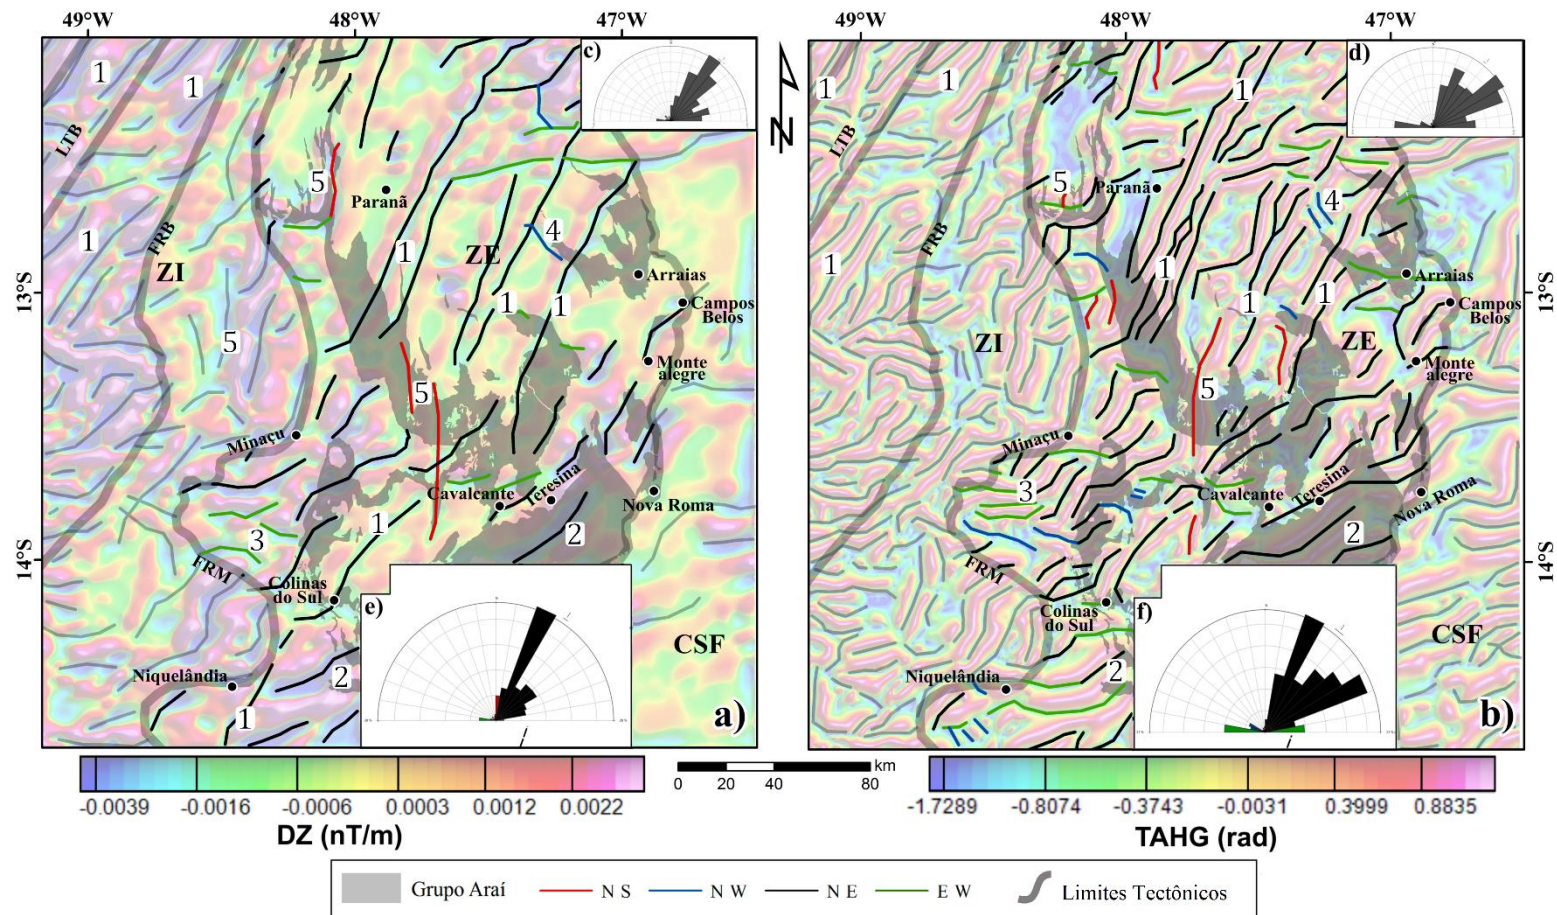 49°W 48°W 47°W 49°W 48°W 47°W
c)
d)
1
1
1
1
LTB
LTB
N
5
Paranã
5
Paranã
1
4
4
FRB
ZI
1
ZE
1
1
FRB
1
Arraias
Arraias
13°S
13°S
1
1
1
1
Campos
Belos
Campos
Belos
5
ZI
ZE
Monte
alegre
Monte
alegre
5
5
Minaçu
Minaçu
Cavalcante
Teresina
Nova Roma
3
Cavalcante
Teresina
Nova Roma
3
1
2
2
14°S
14°S
FRM
FRM
Colinas
do Sul
Colinas
do Sul
e)
f)
CSF
CSF
Niquelândia
2
Niquelândia
2
1
a)
b)
km
0 20 40 80
-0.0039 -0.0016 -0.0006 0.0003 0.0012 0.0022
DZ (nT/m)
-1.7289 -0.8074 -0.3743 -0.0031 0.3999 0.8835
TAHG (rad)
Grupo Araí N S N W N E E W Limites Tectônicos